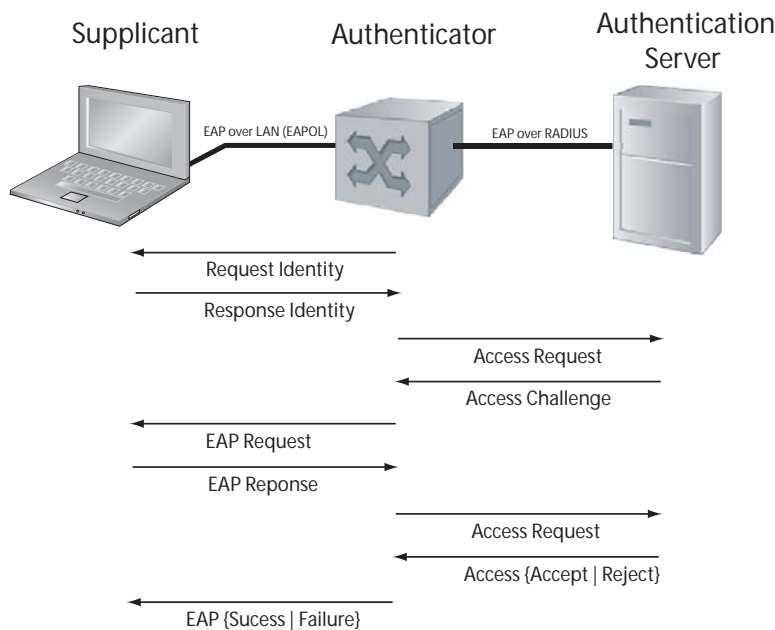 Supplicant
Authenticator
Authentication
Server
EAP over LAN (EAPOL)
EAP over RADIUS
Request Identity
Response Identity
Access Request
Access Challenge
EAP Request
EAP Reponse
Access Request
Access {Accept | Reject}
EAP {Sucess | Failure}